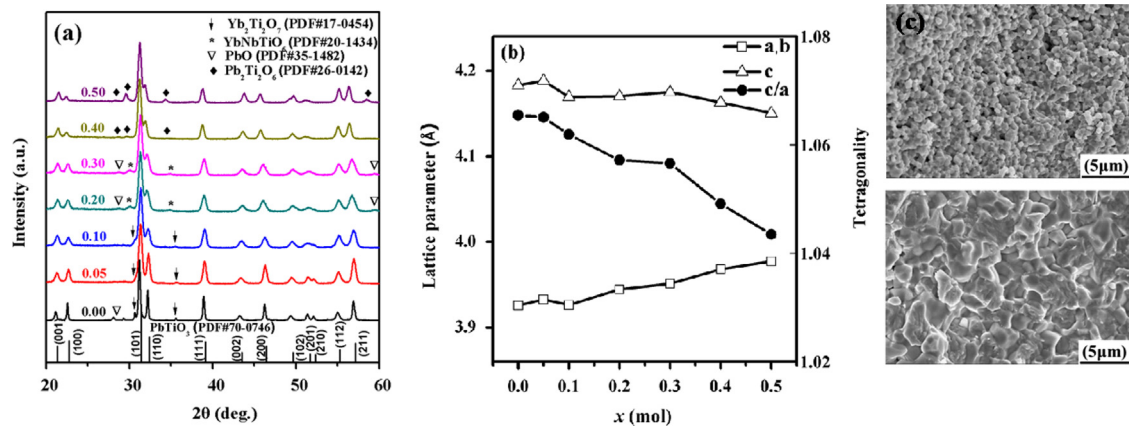 (a)
↓ Yb₂Ti₂O₇ (PDF#17-0454)
* YbNbTiO₆ (PDF#20-1434)
▽ PbO (PDF#35-1482)
◆ Pb₂Ti₂O₆ (PDF#26-0142)
0.50
0.40
0.30
0.20
0.10
0.05
0.00
PbTiO₃ (PDF#70-0746)
(001)
(100)
(101)
(110)
(111)
(002)
(200)
(102)
(201)
(210)
(112)
(211)
20 30 40 50 60
2θ (deg.)
Intensity (a.u.)
(b)
a,b
c
c/a
4.2
4.1
4.0
3.9
Lattice parameter (Å)
1.08
1.06
1.04
1.02
Tetragonality
0.0 0.1 0.2 0.3 0.4 0.5
x (mol)
(c)
(5μm)
(5μm)